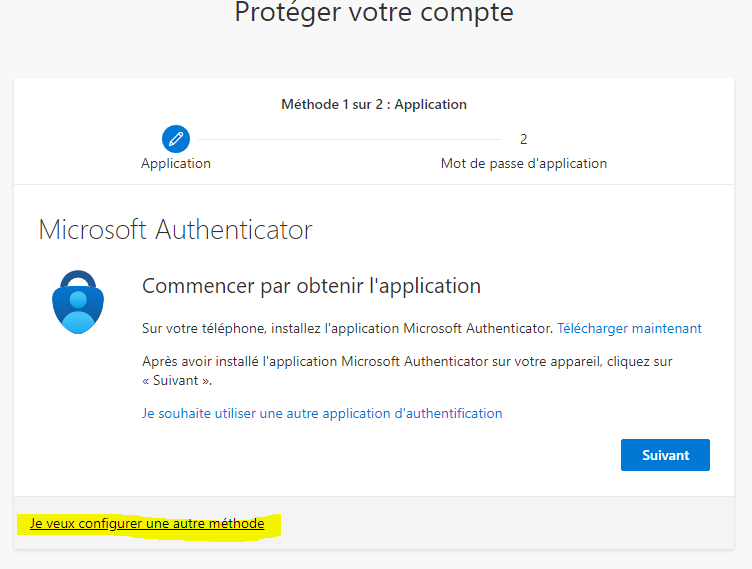 Protéger votre compte
Méthode 1 sur 2 : Application
2
Application
Mot de passe d'application
Microsoft Authenticator
Commencer par obtenir l'application
Sur votre téléphone, installez l'application Microsoft Authenticator. Télécharger maintenant
Après avoir installé l'application Microsoft Authenticator sur votre appareil, cliquez sur
« Suivant ».
Je souhaite utiliser une autre application d'authentification
Suivant
Je veux configurer une autre méthode